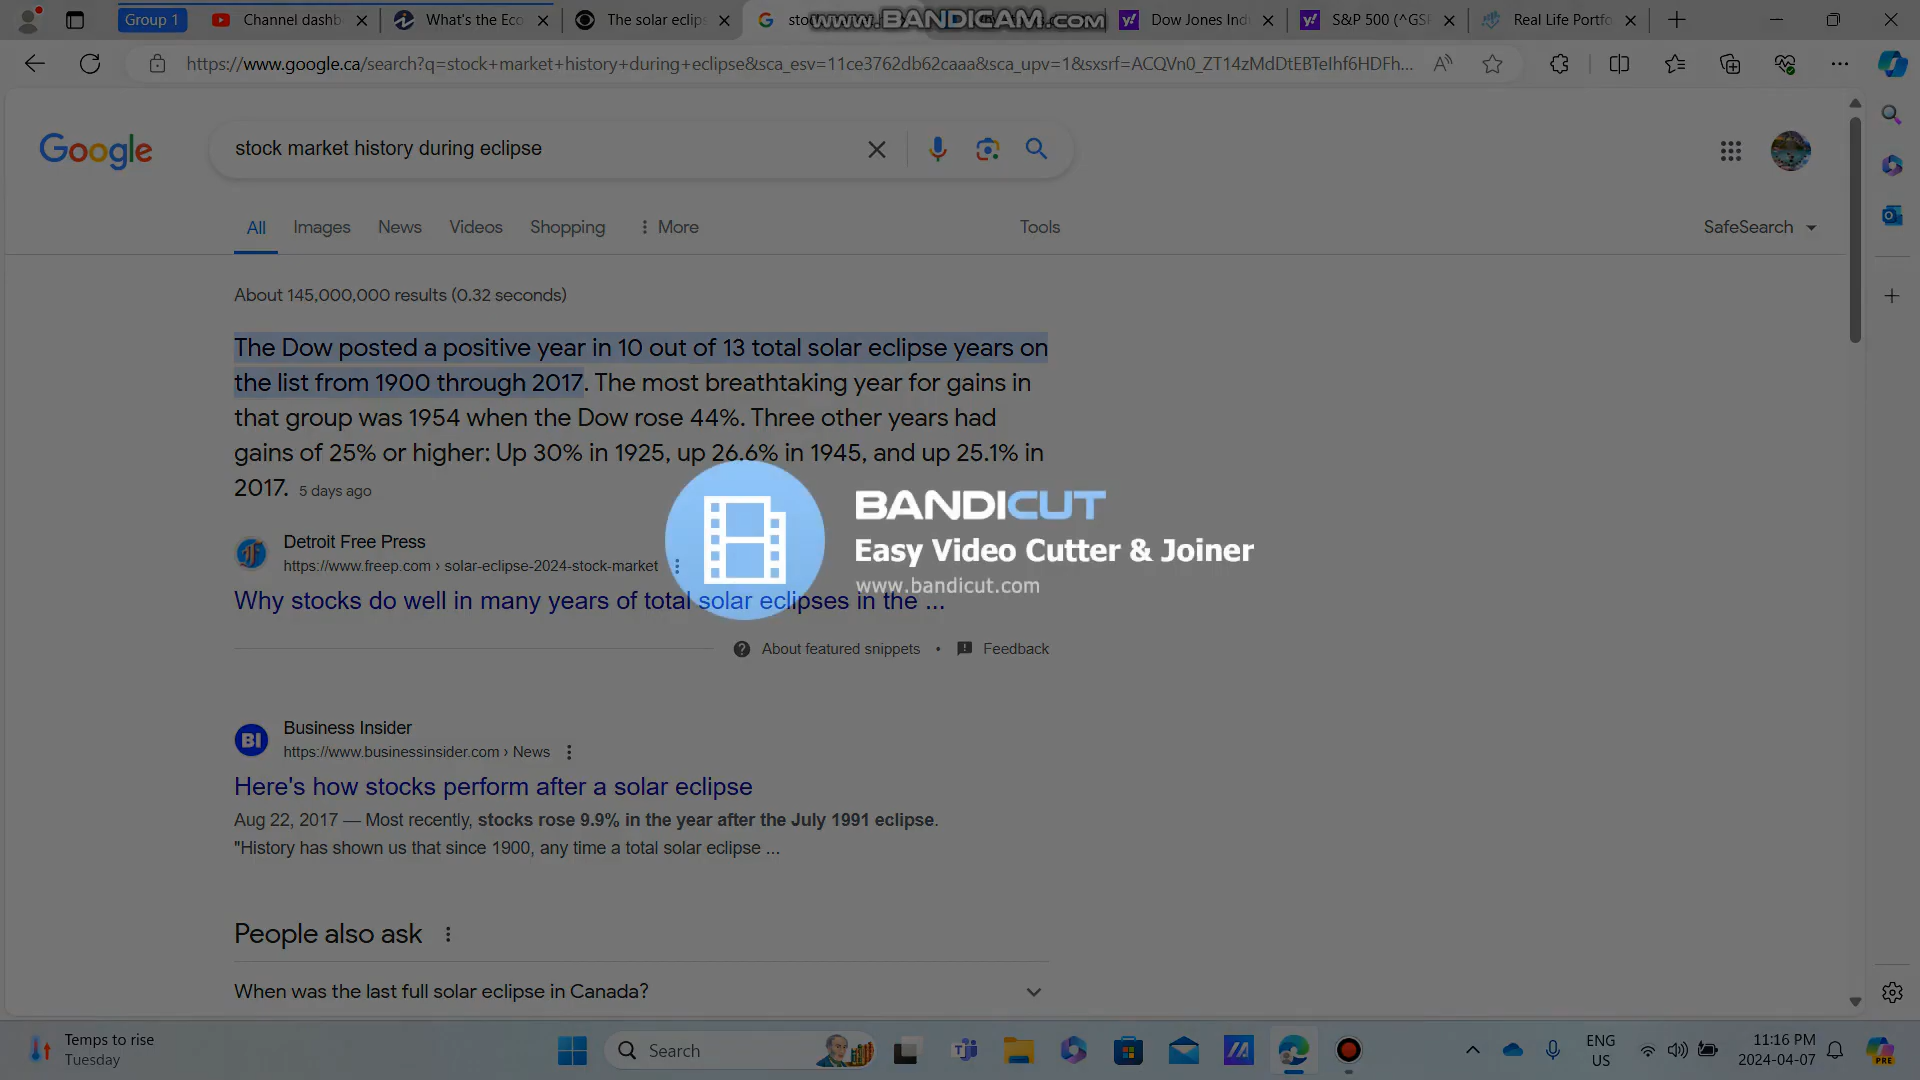 Group 1
Channel dashb
What's the Eco
The solar eclips
www.BANDICAM.com
Dow Jones Ind
S&P 500 (^GSP
Real Life Portfo
https://www.google.ca/search?q=stock+market+history+during+eclipse&sca_esv=11ce3762db62caaa&sca_upv=1&sxsrf=ACQVn0_ZT14zMdDtEBTeIhf6HDFh...
Google
stock market history during eclipse
All
Images
News
Videos
Shopping
More
Tools
SafeSearch
About 145,000,000 results (0.32 seconds)
The Dow posted a positive year in 10 out of 13 total solar eclipse years on
the list from 1900 through 2017. The most breathtaking year for gains in
that group was 1954 when the Dow rose 44%. Three other years had
gains of 25% or higher: Up 30% in 1925, up 26.6% in 1945, and up 25.1% in
2017. 5 days ago
BANDICUT
Easy Video Cutter & Joiner
www.bandicut.com
Detroit Free Press
https://www.freep.com › solar-eclipse-2024-stock-market
Why stocks do well in many years of total solar eclipses in the ...
About featured snippets • Feedback
BI
Business Insider
https://www.businessinsider.com › News
Here's how stocks perform after a solar eclipse
Aug 22, 2017 — Most recently, stocks rose 9.9% in the year after the July 1991 eclipse.
"History has shown us that since 1900, any time a total solar eclipse ...
People also ask
When was the last full solar eclipse in Canada?
Temps to rise
Tuesday
Search
ENG
US
11:16 PM
2024-04-07
PRE